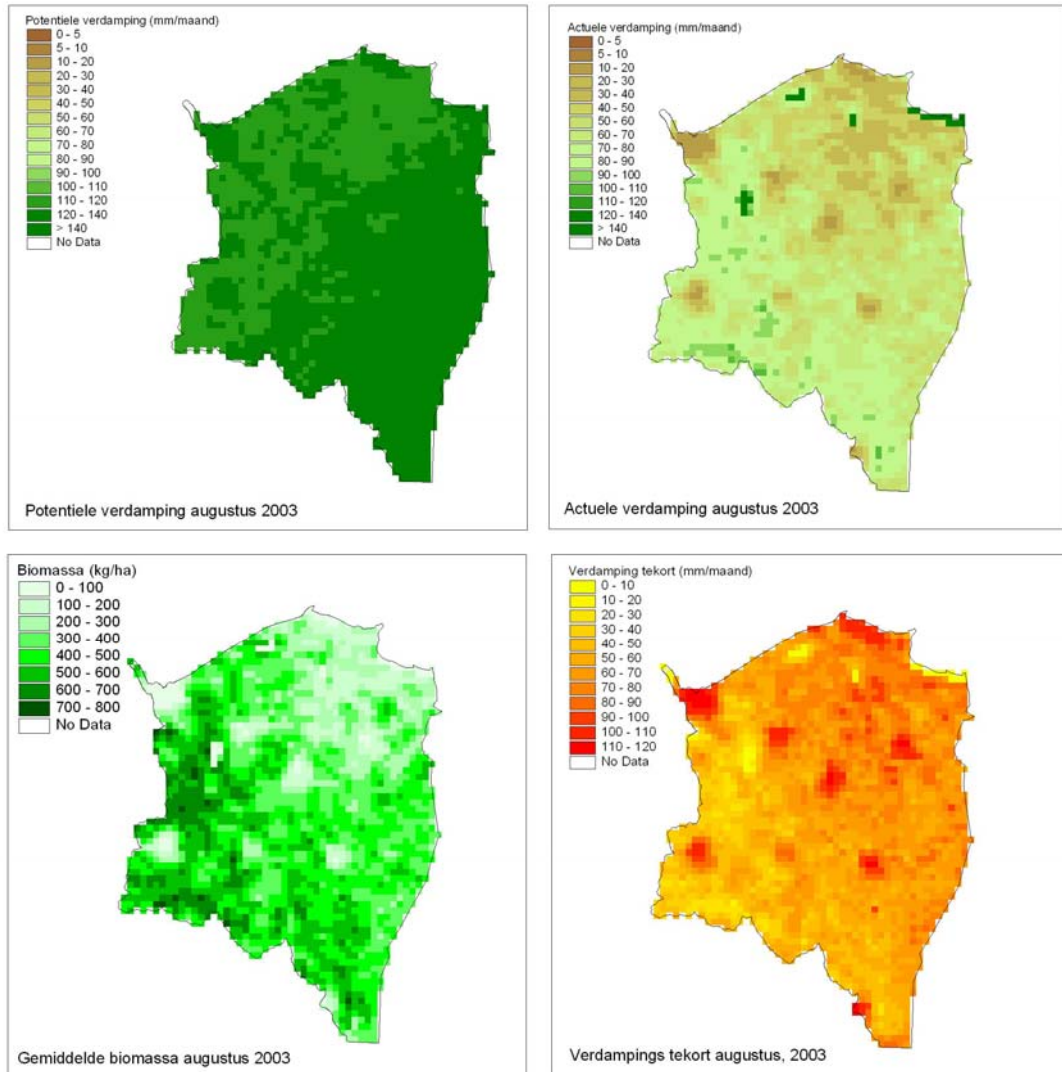 Potentiele verdamping (mm/maand)
0 - 5
5 - 10
10 - 20
20 - 30
30 - 40
40 - 50
50 - 60
60 - 70
70 - 80
80 - 90
90 - 100
100 - 110
110 - 120
120 - 140
> 140
No Data
Potentiele verdamping augustus 2003
Actuele verdamping (mm/maand)
0 - 5
5 - 10
10 - 20
20 - 30
30 - 40
40 - 50
50 - 60
60 - 70
70 - 80
80 - 90
90 - 100
100 - 110
110 - 120
120 - 140
> 140
No Data
Actuele verdamping augustus 2003
Biomassa (kg/ha)
0 - 100
100 - 200
200 - 300
300 - 400
400 - 500
500 - 600
600 - 700
700 - 800
No Data
Gemiddelde biomassa augustus 2003
Verdamping tekort (mm/maand)
0 - 10
10 - 20
20 - 30
30 - 40
40 - 50
50 - 60
60 - 70
70 - 80
80 - 90
90 - 100
100 - 110
110 - 120
No Data
Verdampings tekort augustus, 2003